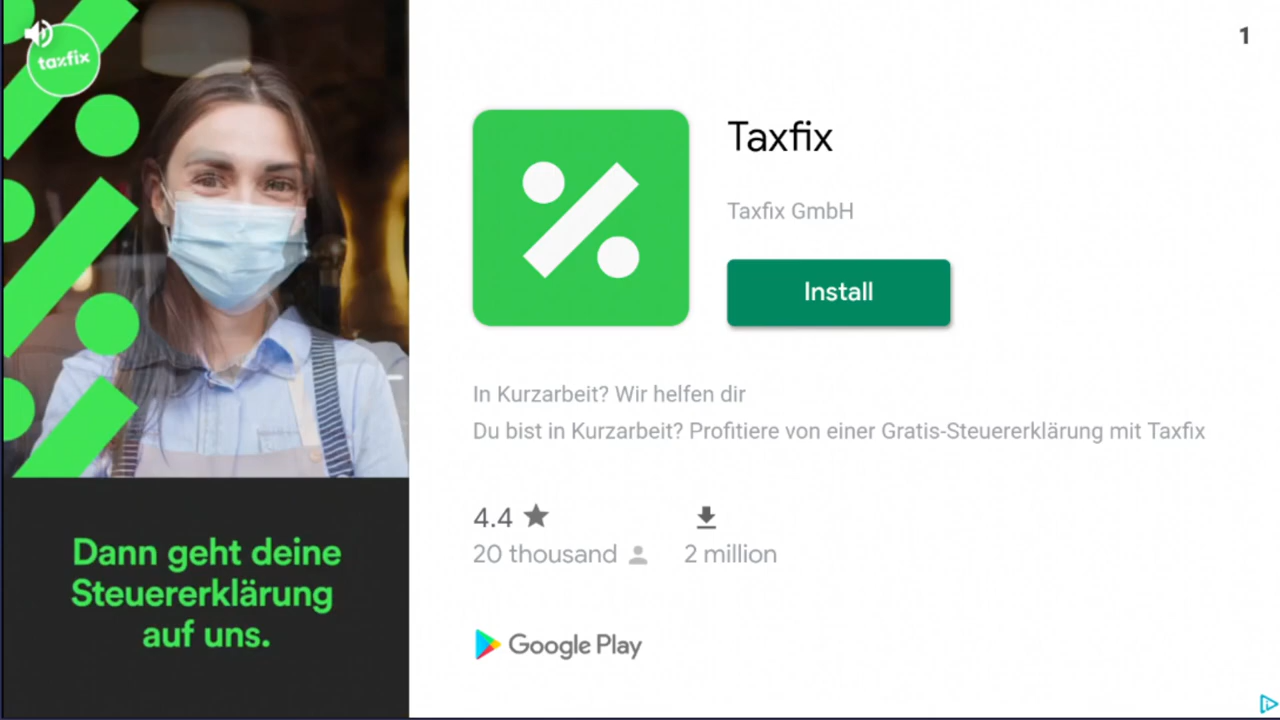 taxfix
Dann geht deine
Steuererklärung
auf uns.
1
Taxfix
Taxfix GmbH
Install
In Kurzarbeit? Wir helfen dir
Du bist in Kurzarbeit? Profitiere von einer Gratis-Steuererklärung mit Taxfix
4.4
20 thousand
2 million
Google Play